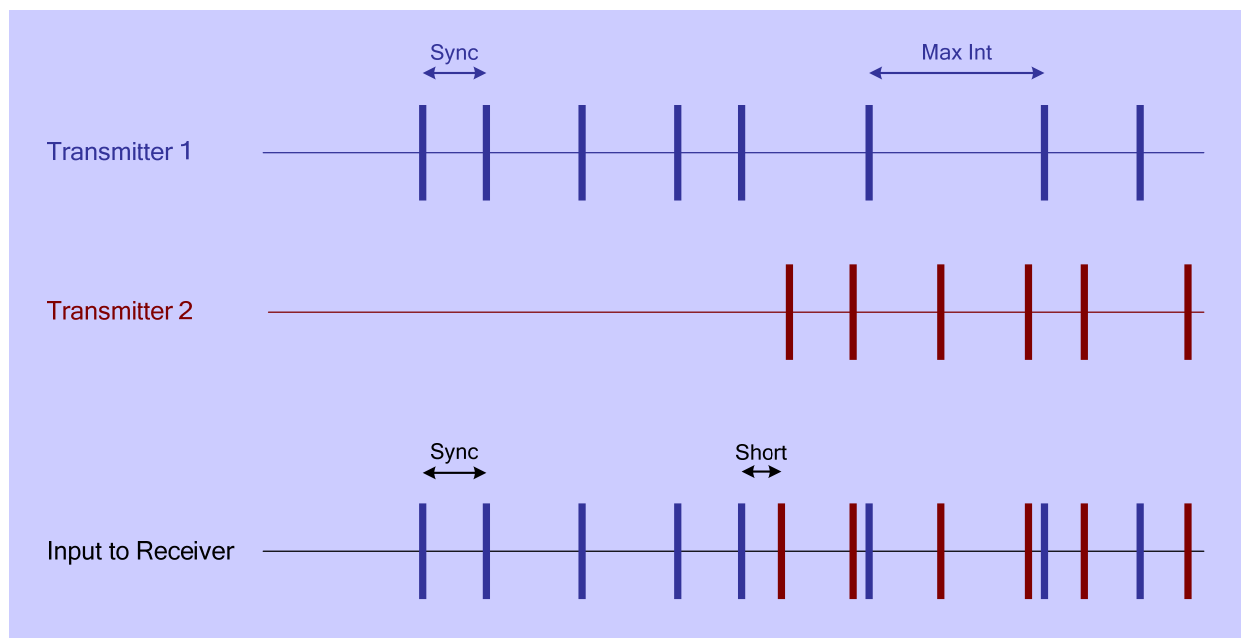 Sync
Max Int
Transmitter 1
Transmitter 2
Sync
Short
Input to Receiver